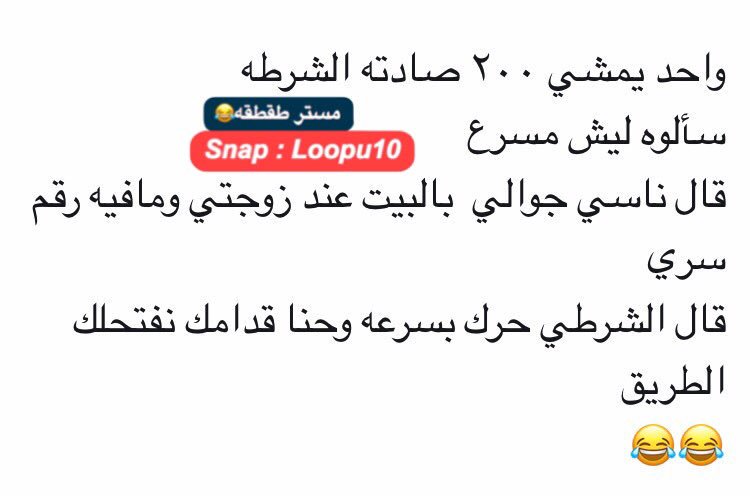 واحد يمشي ٢٠٠ صادته الشرطه
مستر طقطقه😂
سألوه ليش مسرع
Snap : Loopu10
قال ناسي جوالي بالبيت عند زوجتي ومافيه رقم
سري
قال الشرطي حرك بسرعه وحنا قدامك نفتحلك
الطريق
😂😂